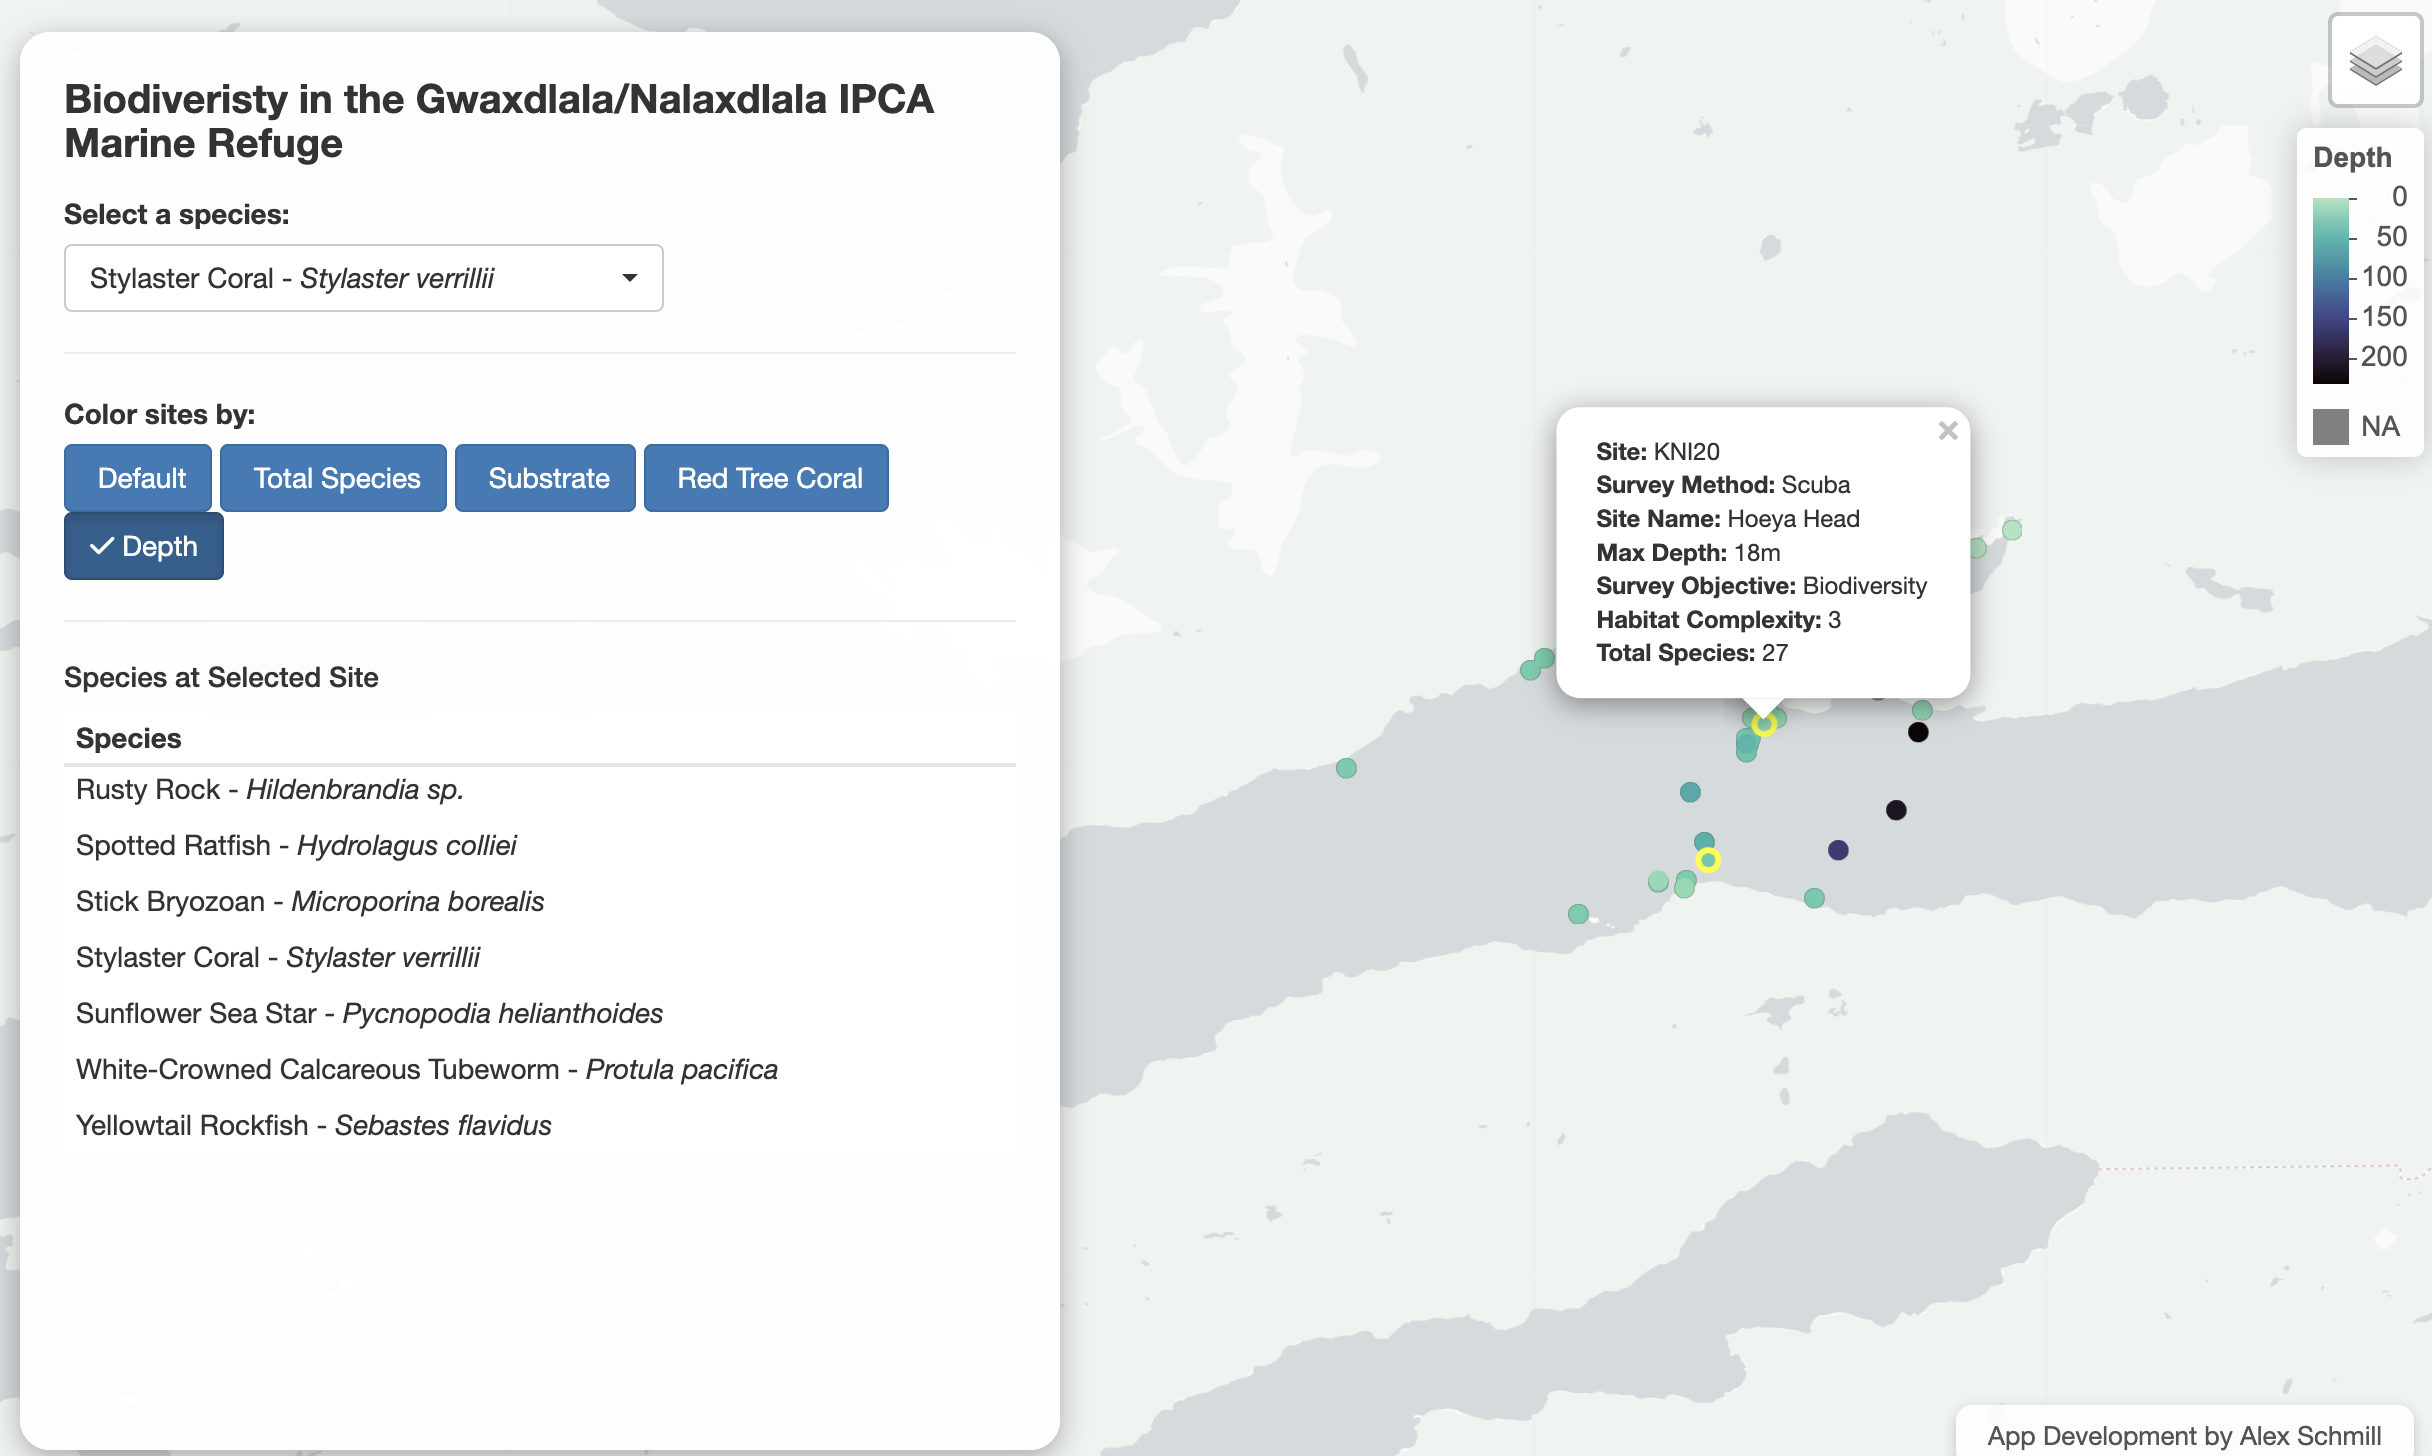 Biodiveristy in the Gwaxdlala/Nalaxdlala IPCA
Marine Refuge
Select a species:
Stylaster Coral - Stylaster verrillii
Color sites by:
Default
Total Species
Substrate
Red Tree Coral
Depth
Species at Selected Site
Species
Rusty Rock - Hildenbrandia sp.
Spotted Ratfish - Hydrolagus colliei
Stick Bryozoan - Microporina borealis
Stylaster Coral - Stylaster verrillii
Sunflower Sea Star - Pycnopodia helianthoides
White-Crowned Calcareous Tubeworm - Protula pacifica
Yellowtail Rockfish - Sebastes flavidus
Site: KNI20
Survey Method: Scuba
Site Name: Hoeya Head
Max Depth: 18m
Survey Objective: Biodiversity
Habitat Complexity: 3
Total Species: 27
Depth
0
50
100
150
200
NA
App Development by Alex Schmill